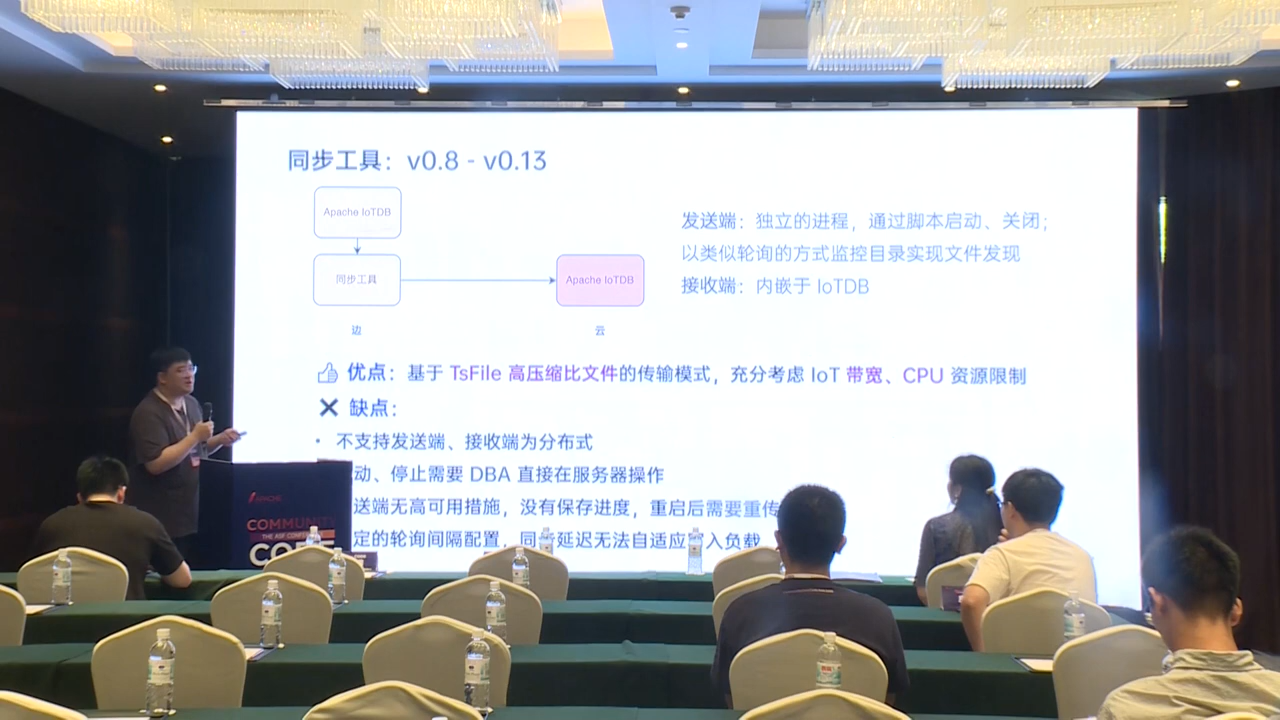 同步工具：v0.8 - v0.13
Apache IoTDB
同步工具
Apache IoTDB
边
云
发送端：独立的进程，通过脚本启动、关闭；
以类似轮询的方式监控目录实现文件发现
接收端：内嵌于 IoTDB
优点：基于 TsFile 高压缩比文件的传输模式，充分考虑 IoT 带宽、CPU 资源限制
缺点：
• 不支持发送端、接收端为分布式
动、停止需要 DBA 直接在服务器操作
送端无高可用措施，没有保存进度，重启后需要重传
定的轮询间隔配置，同步延迟无法自适应写入负载
APACHE
COMMUNITY
THE ASF CONFERENCE